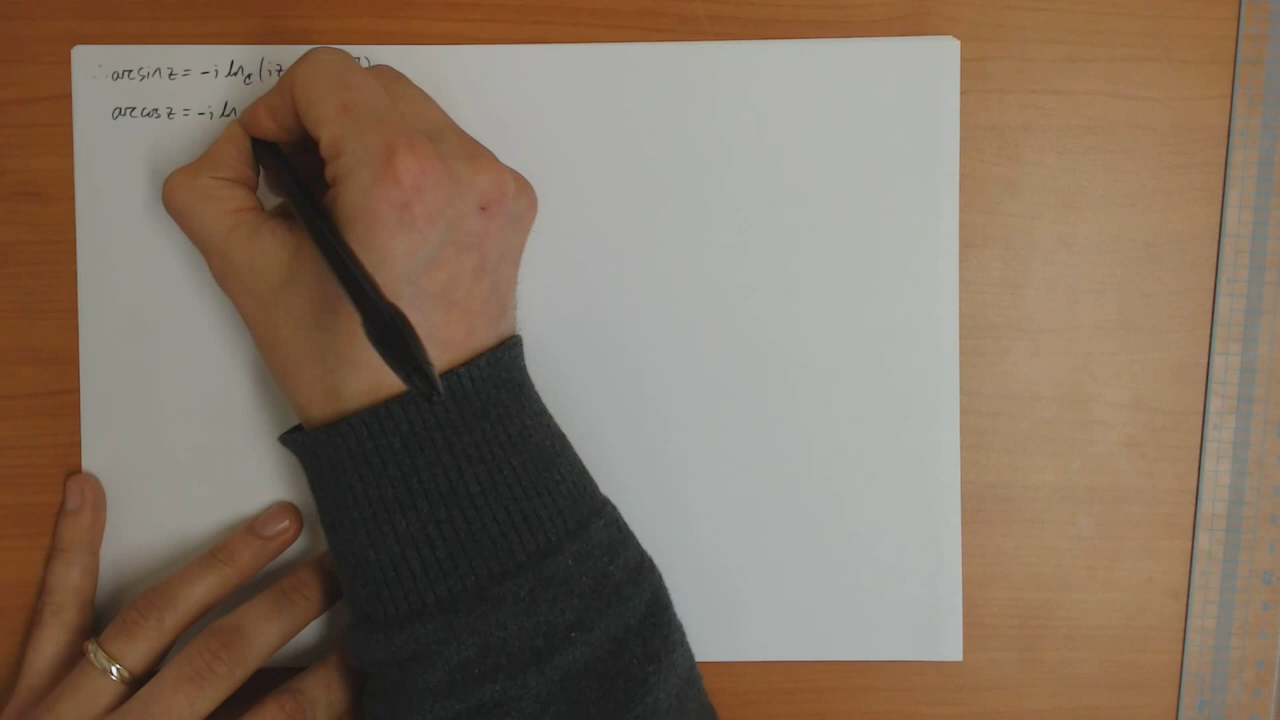 ∴ arcsin z = -i ln_c (iz
arccos z = -i ln